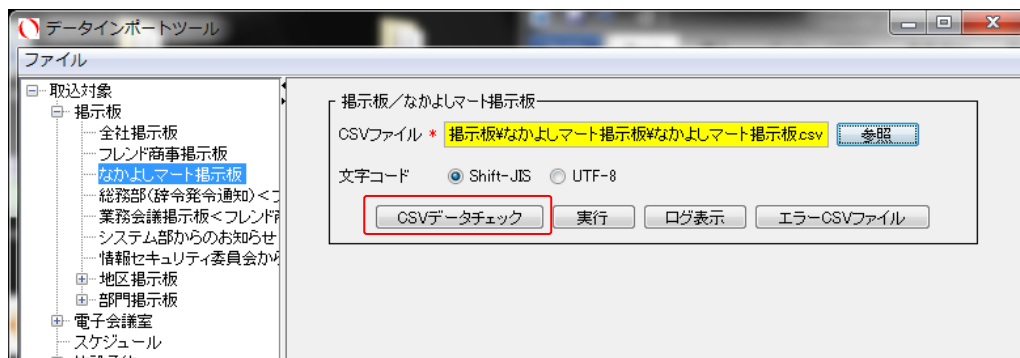 データインポートツール
ファイル
取込対象
掲示板
全社掲示板
フレンド商事掲示板
なかよしマート掲示板
総務部(辞令発令通知)<フ
業務会議掲示板<フレンド商
システム部からのお知らせ
情報セキュリティ委員会から
地区掲示板
部門掲示板
電子会議室
スケジュール
掲示板／なかよしマート掲示板
CSVファイル * 掲示板¥なかよしマート掲示板¥なかよしマート掲示板.csv 参照
文字コード Shift-JIS UTF-8
CSVデータチェック 実行 ログ表示 エラーCSVファイル